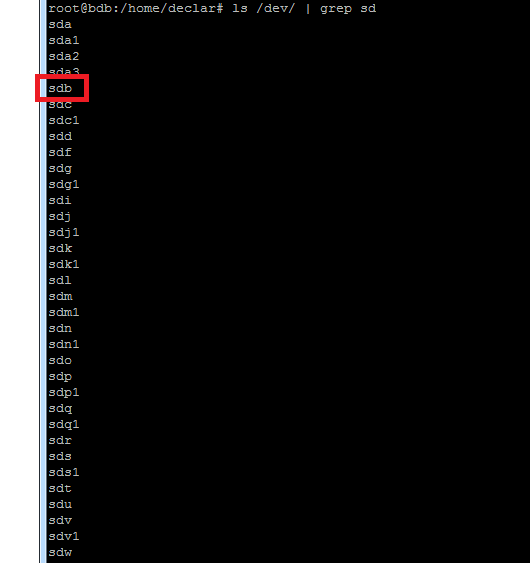 root@bdb:/home/declar# ls /dev/ | grep sd
sda
sda1
sda2
sda3
sdb
sdc
sdc1
sdd
sdf
sdg
sdg1
sdi
sdj
sdj1
sdk
sdk1
sdl
sdm
sdm1
sdn
sdn1
sdo
sdp
sdp1
sdq
sdq1
sdr
sds
sds1
sdt
sdu
sdv
sdv1
sdw